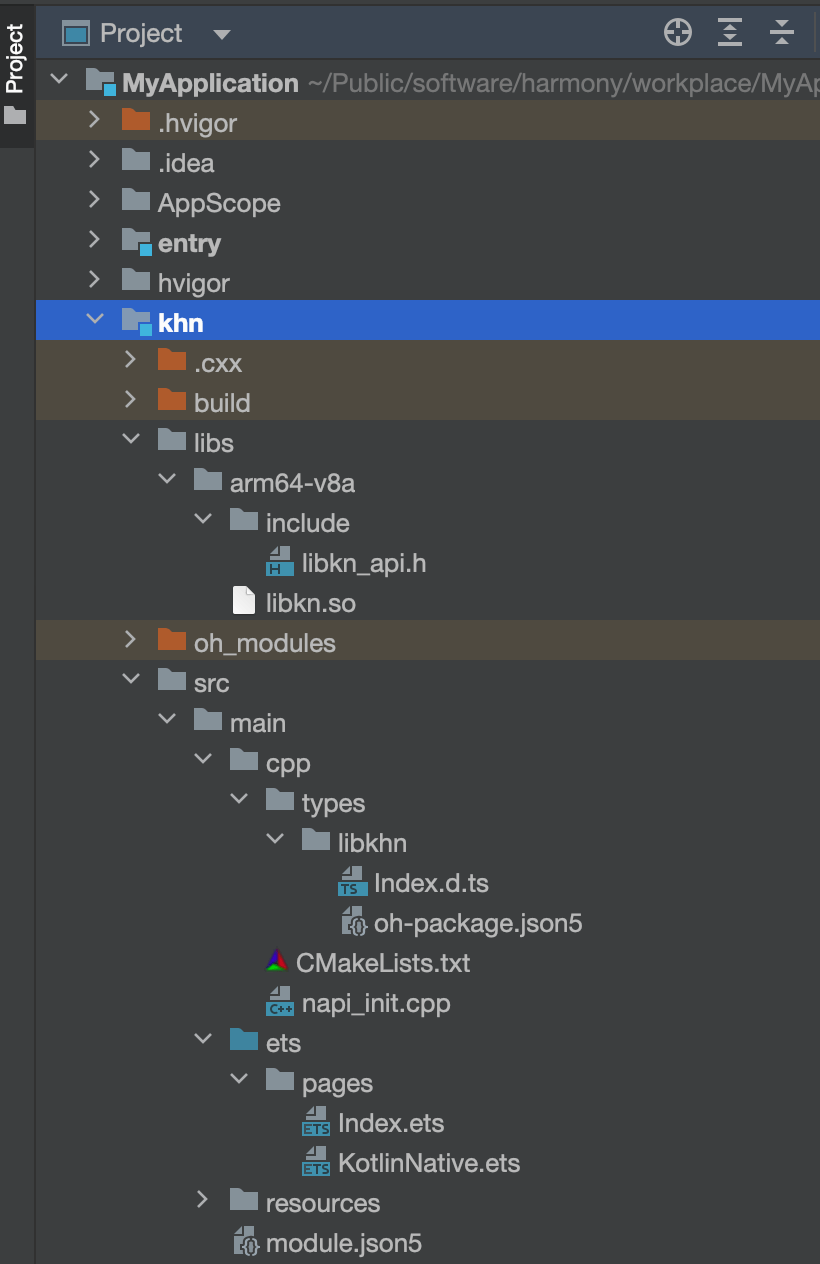 Project
Project
MyApplication ~/Public/software/harmony/workplace/MyAp
.hvigor
.idea
AppScope
entry
hvigor
khn
.cxx
build
libs
arm64-v8a
include
H libkn_api.h
libkn.so
oh_modules
src
main
cpp
types
libkhn
TS Index.d.ts
{} oh-package.json5
CMakeLists.txt
C++ napi_init.cpp
ets
pages
ETS Index.ets
ETS KotlinNative.ets
resources
{} module.json5